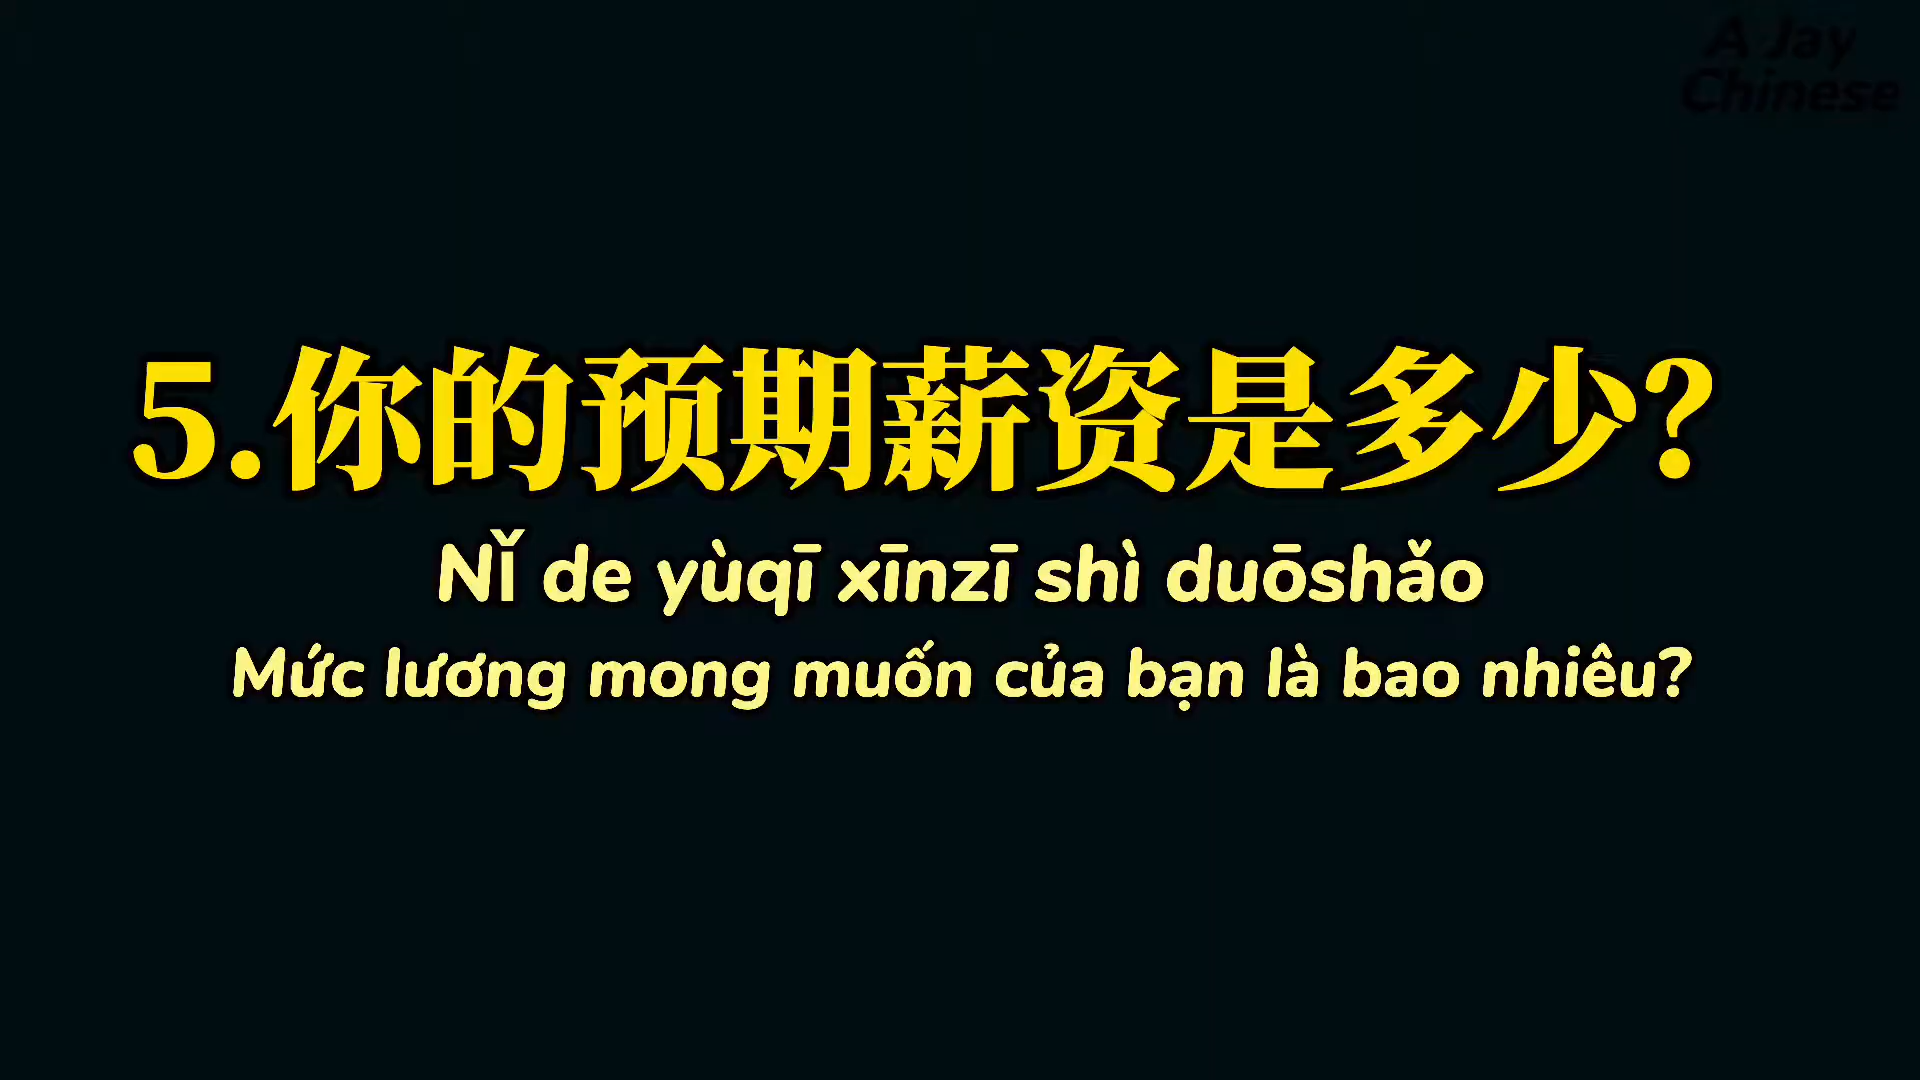 A Jay
Chinese
5.你的预期薪资是多少?
Nǐ de yùqī xīnzī shì duōshǎo
Mức lương mong muốn của bạn là bao nhiêu?